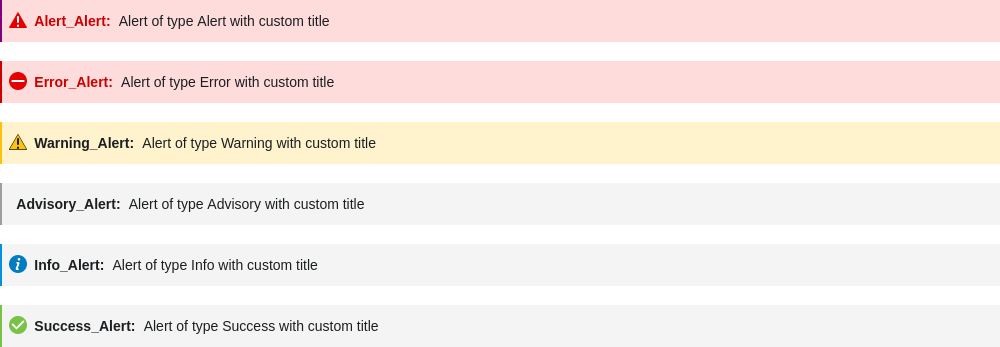 Alert_Alert: Alert of type Alert with custom title
Error_Alert: Alert of type Error with custom title
Warning_Alert: Alert of type Warning with custom title
Advisory_Alert: Alert of type Advisory with custom title
Info_Alert: Alert of type Info with custom title
Success_Alert: Alert of type Success with custom title